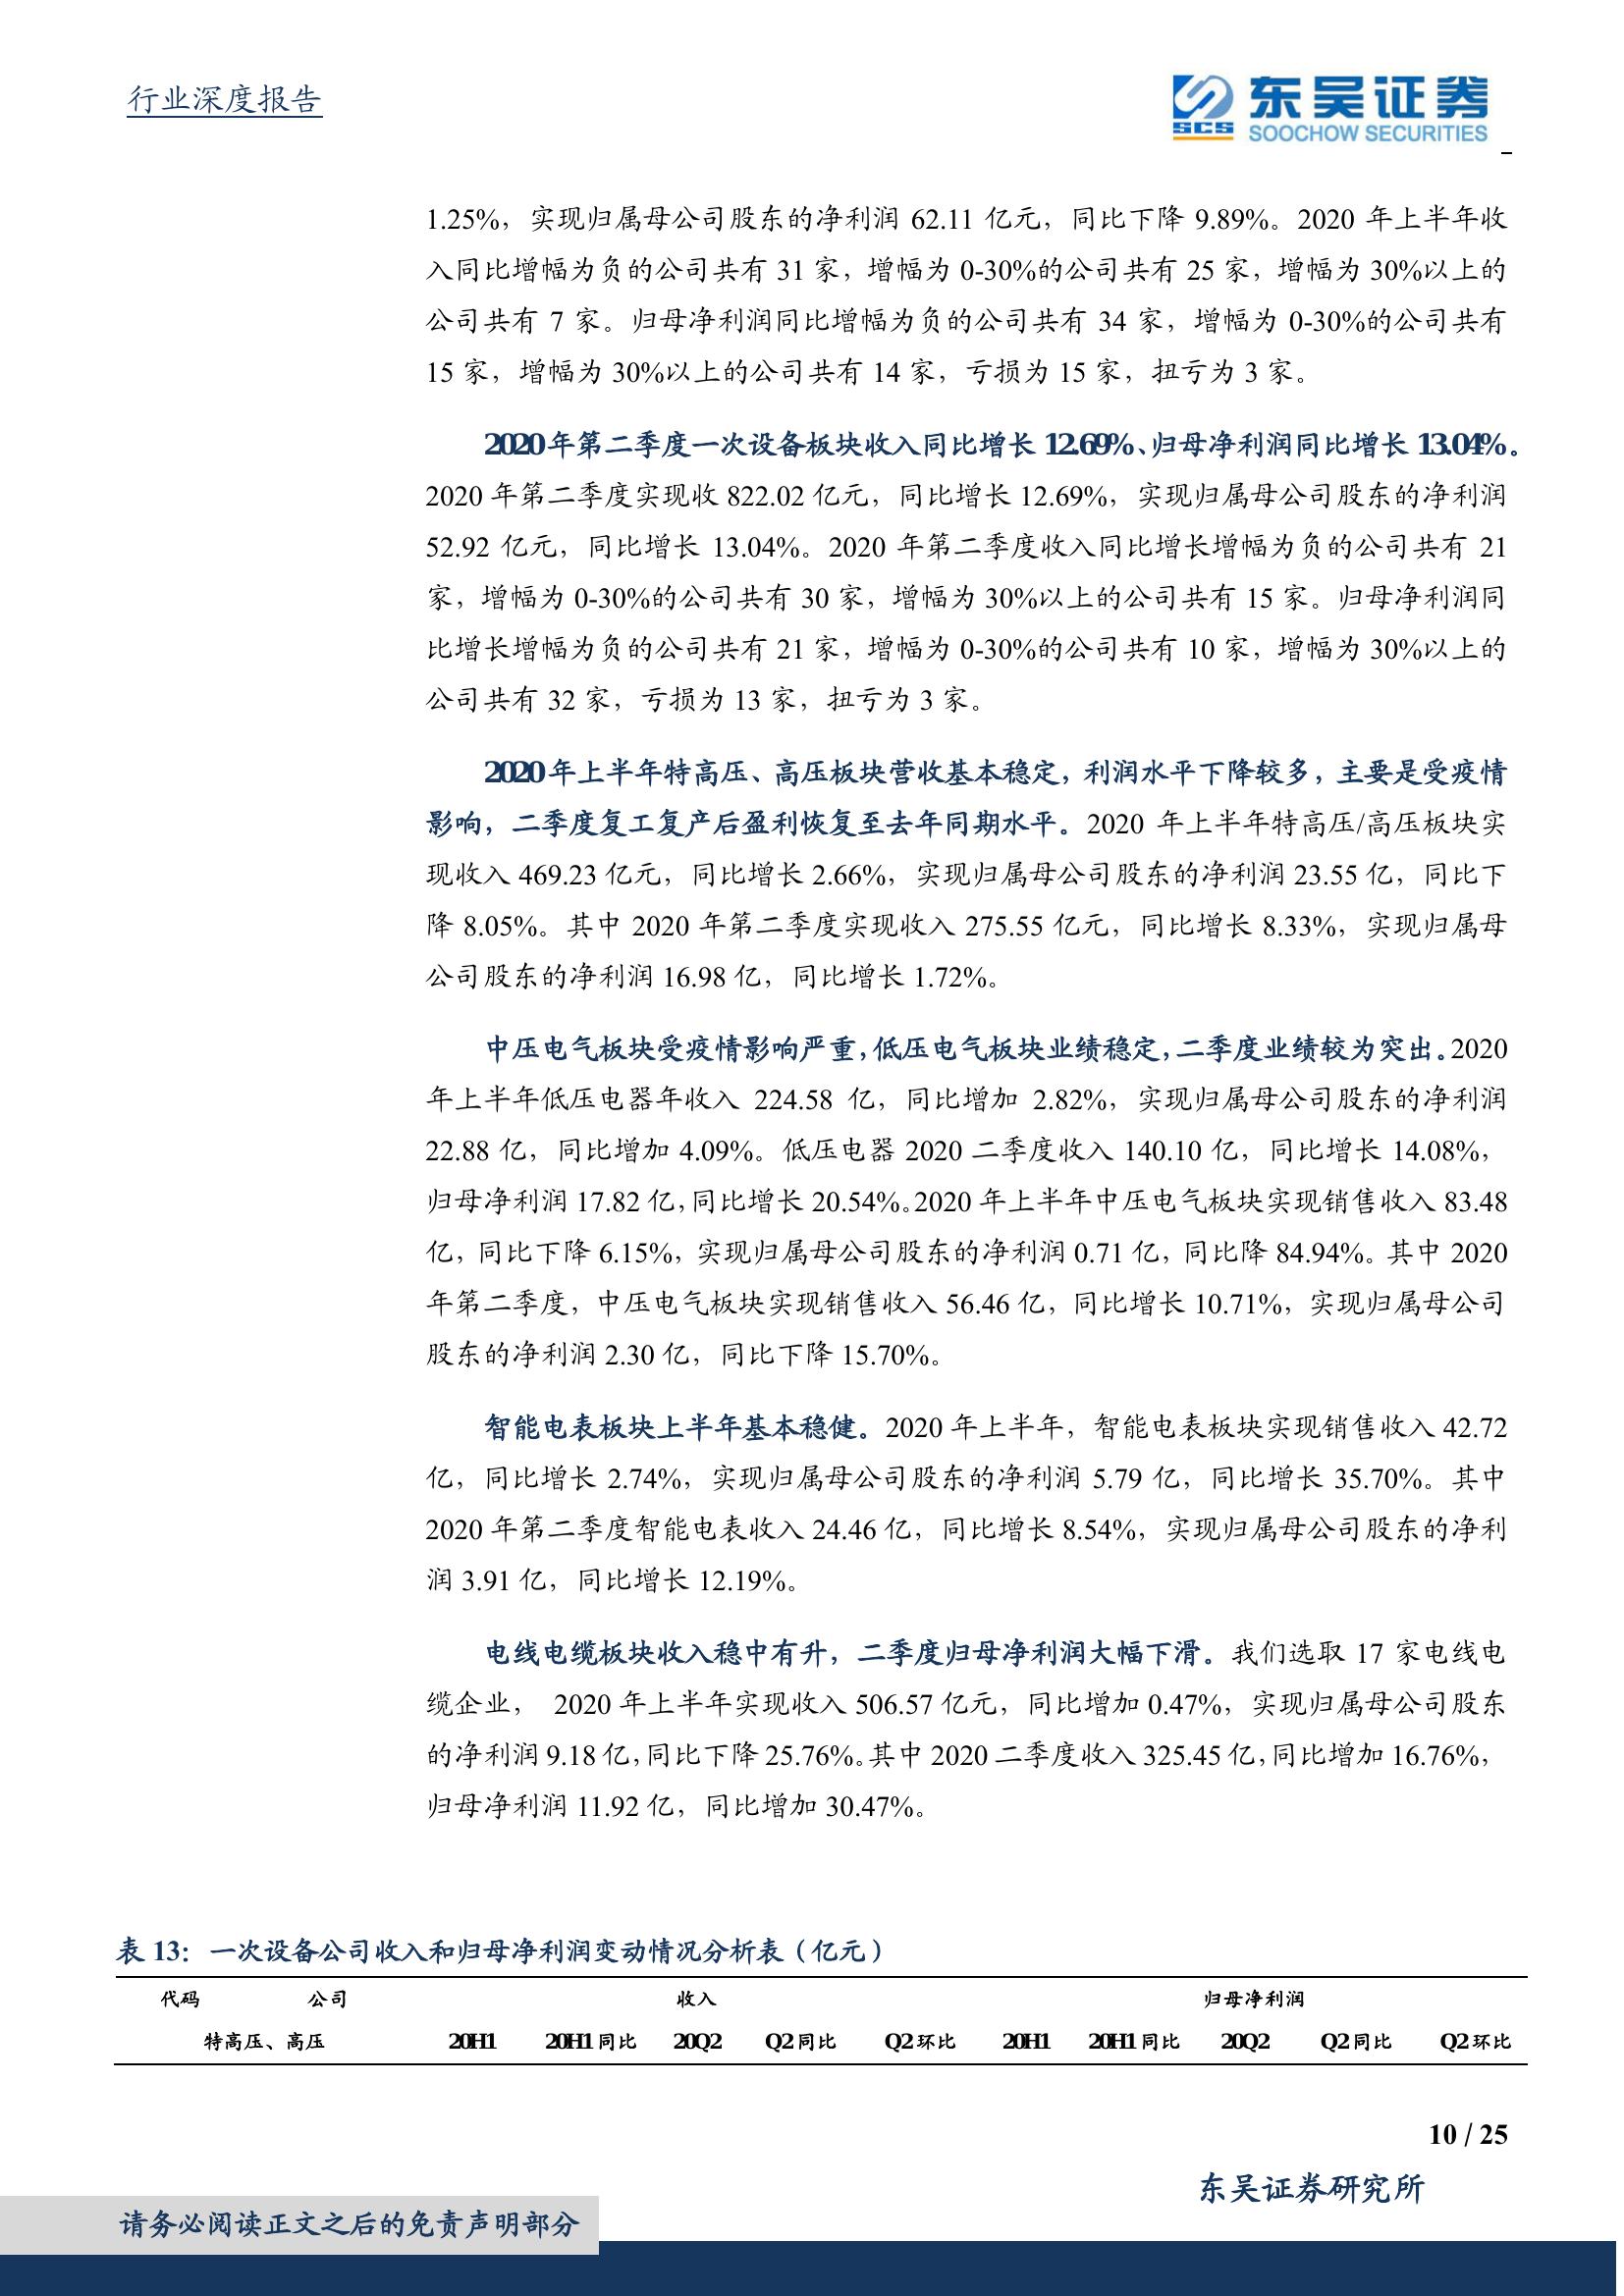 行业深度报告
SCS 东吴证券
SOOCHOW SECURITIES
1.25%，实现归属母公司股东的净利润 62.11 亿元，同比下降 9.89%。2020 年上半年收
入同比增幅为负的公司共有 31 家，增幅为 0-30%的公司共有 25 家，增幅为 30%以上的
公司共有 7 家。归母净利润同比增幅为负的公司共有 34 家，增幅为 0-30%的公司共有
15 家，增幅为 30%以上的公司共有 14 家，亏损为 15 家，扭亏为 3 家。
2020 年第二季度一次设备板块收入同比增长 12.69%、归母净利润同比增长 13.04%。
2020 年第二季度实现收 822.02 亿元，同比增长 12.69%，实现归属母公司股东的净利润
52.92 亿元，同比增长 13.04%。2020 年第二季度收入同比增长增幅为负的公司共有 21
家，增幅为 0-30%的公司共有 30 家，增幅为 30%以上的公司共有 15 家。归母净利润同
比增长增幅为负的公司共有 21 家，增幅为 0-30%的公司共有 10 家，增幅为 30%以上的
公司共有 32 家，亏损为 13 家，扭亏为 3 家。
2020 年上半年特高压、高压板块营收基本稳定，利润水平下降较多，主要是受疫情
影响，二季度复工复产后盈利恢复至去年同期水平。2020 年上半年特高压/高压板块实
现收入 469.23 亿元，同比增长 2.66%，实现归属母公司股东的净利润 23.55 亿，同比下
降 8.05%。其中 2020 年第二季度实现收入 275.55 亿元，同比增长 8.33%，实现归属母
公司股东的净利润 16.98 亿，同比增长 1.72%。
中压电气板块受疫情影响严重，低压电气板块业绩稳定，二季度业绩较为突出。2020
年上半年低压电器年收入 224.58 亿，同比增加 2.82%，实现归属母公司股东的净利润
22.88 亿，同比增加 4.09%。低压电器 2020 二季度收入 140.10 亿，同比增长 14.08%，
归母净利润 17.82 亿，同比增长 20.54%。2020 年上半年中压电气板块实现销售收入 83.48
亿，同比下降 6.15%，实现归属母公司股东的净利润 0.71 亿，同比降 84.94%。其中 2020
年第二季度，中压电气板块实现销售收入 56.46 亿，同比增长 10.71%，实现归属母公司
股东的净利润 2.30 亿，同比下降 15.70%。
智能电表板块上半年基本稳健。2020 年上半年，智能电表板块实现销售收入 42.72
亿，同比增长 2.74%，实现归属母公司股东的净利润 5.79 亿，同比增长 35.70%。其中
2020 年第二季度智能电表收入 24.46 亿，同比增长 8.54%，实现归属母公司股东的净利
润 3.91 亿，同比增长 12.19%。
电线电缆板块收入稳中有升，二季度归母净利润大幅下滑。我们选取 17 家电线电
缆企业， 2020 年上半年实现收入 506.57 亿元，同比增加 0.47%，实现归属母公司股东
的净利润 9.18 亿，同比下降 25.76%。其中 2020 二季度收入 325.45 亿，同比增加 16.76%，
归母净利润 11.92 亿，同比增加 30.47%。
表 13：一次设备公司收入和归母净利润变动情况分析表（亿元）
代码 公司 收入 归母净利润
特高压、高压 20H1 20H1 同比 20Q2 Q2 同比 Q2 环比 20H1 20H1 同比 20Q2 Q2 同比 Q2 环比
10 / 25
东吴证券研究所
请务必阅读正文之后的免责声明部分